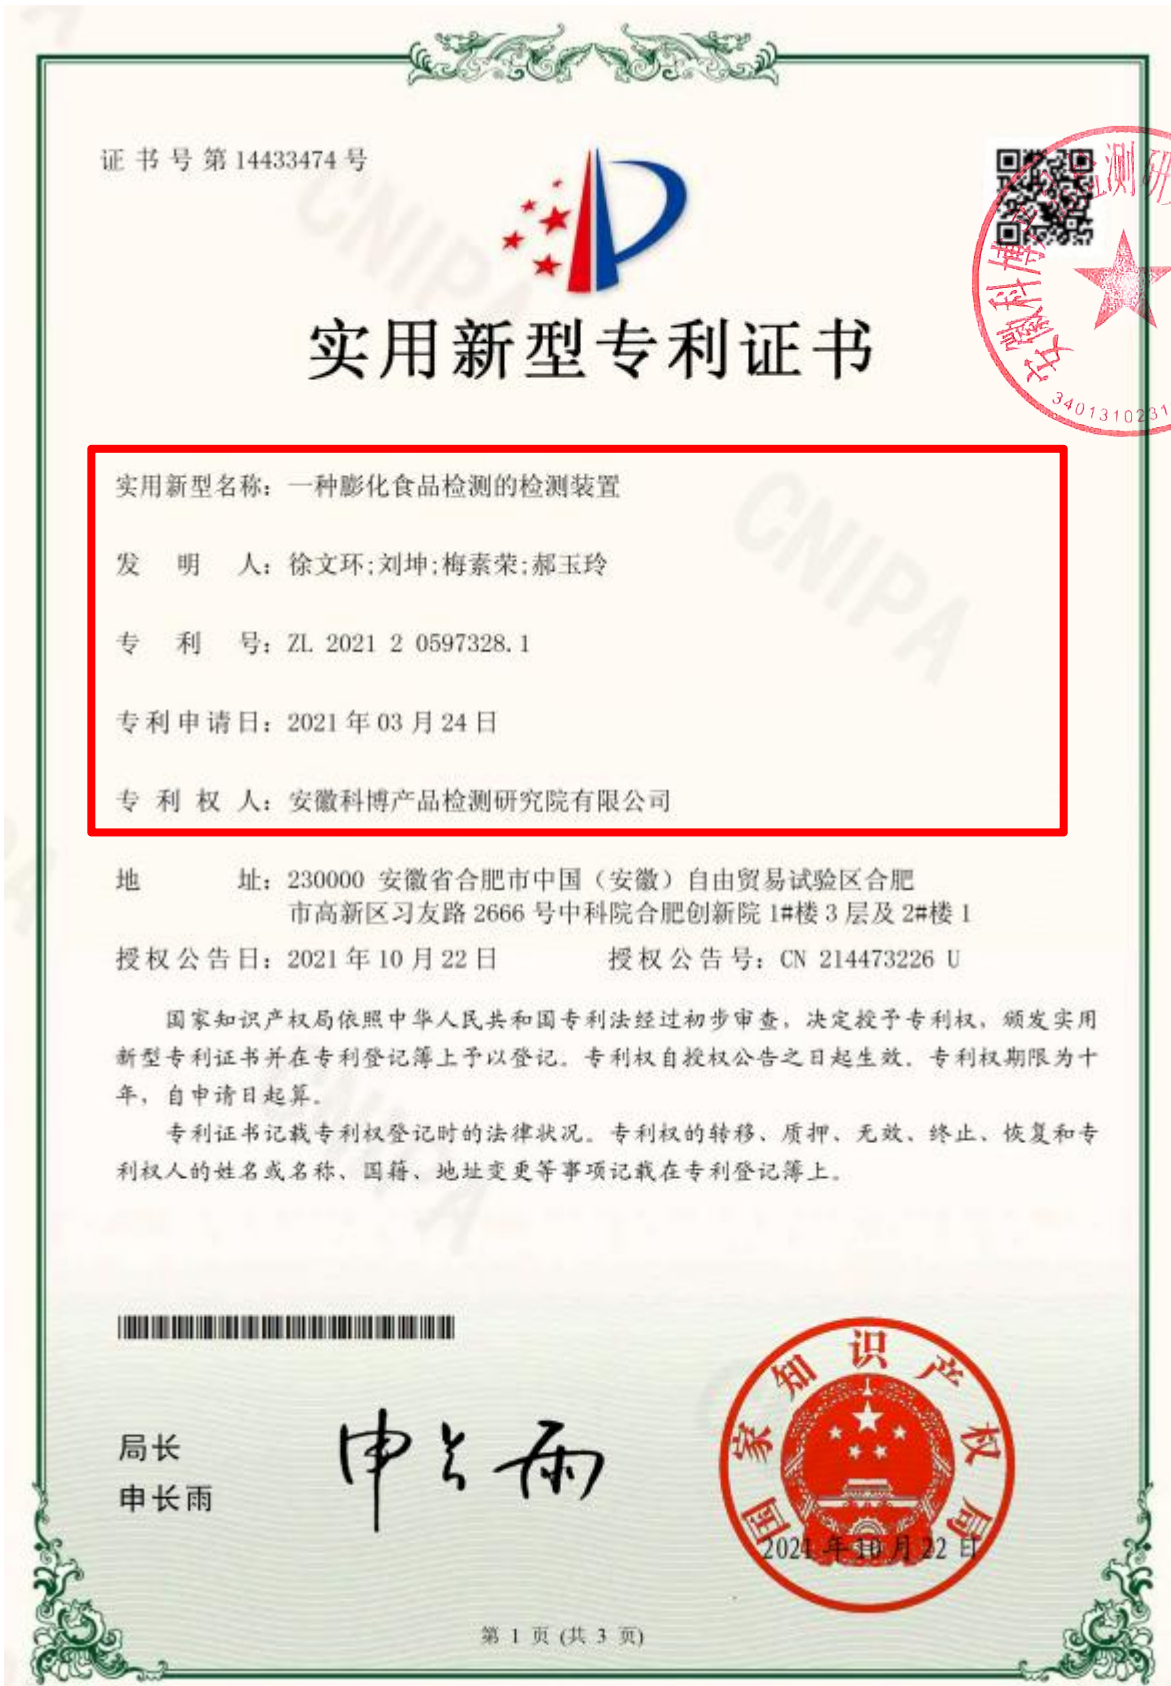 证书号第14433474号
实用新型专利证书
实用新型名称：一种膨化食品检测的检测装置
发明人：徐文环;刘坤;梅素荣;郝玉玲
专利号：ZL 2021 2 0597328.1
专利申请日：2021年03月24日
专利权人：安徽科博产品检测研究院有限公司
地址：230000 安徽省合肥市中国（安徽）自由贸易试验区合肥
市高新区习友路2666号中科院合肥创新院1#楼3层及2#楼1
授权公告日：2021年10月22日 授权公告号：CN 214473226 U
国家知识产权局依照中华人民共和国专利法经过初步审查，决定授予专利权，颁发实用
新型专利证书并在专利登记簿上予以登记。专利权自授权公告之日起生效。专利权期限为十
年，自申请日起算。
专利证书记载专利权登记时的法律状况。专利权的转移、质押、无效、终止、恢复和专
利权人的姓名或名称、国籍、地址变更等事项记载在专利登记簿上。
局长
申长雨
申长雨
国家知识产权局
2021年10月22日
第 1 页 (共 3 页)
安徽科博产品检测研
3401310231
CNIPA
CNIPA
CNIPA